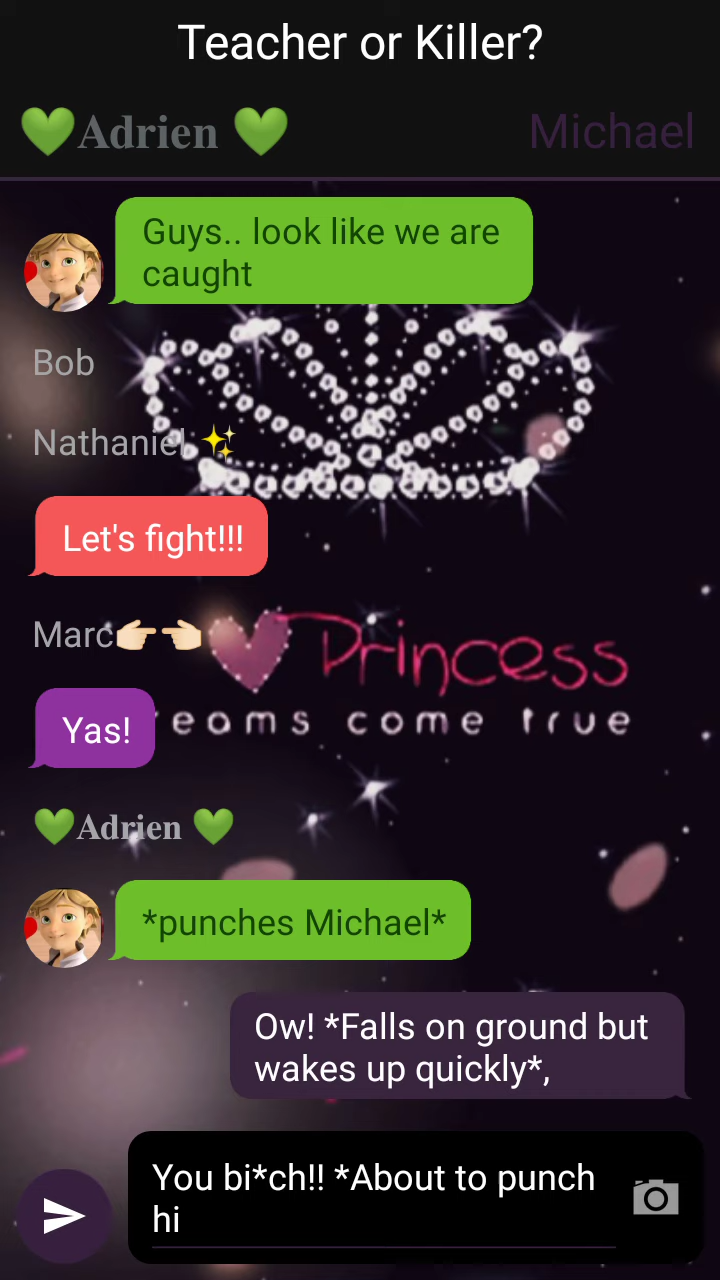 Teacher or Killer?
💚Adrien 💚
Michael
Guys.. look like we are
caught
Bob
Nathaniel ✨
Let's fight!!!
Marc👉🏻👈🏻
Princess
reams come true
Yas!
💚Adrien 💚
*punches Michael*
Ow! *Falls on ground but
wakes up quickly*,
You bi*ch!! *About to punch
hi